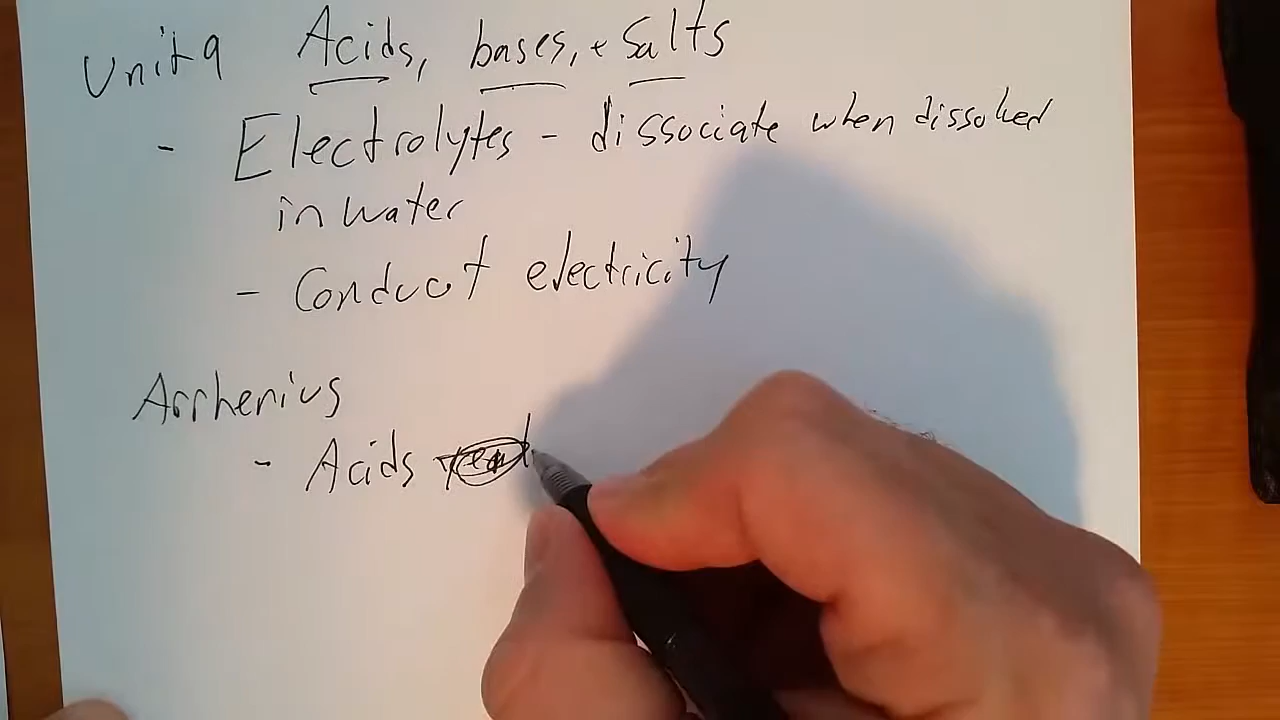 Unit 9 Acids, bases, + Salts
- Electrolytes - dissociate when dissolved
in water
- Conduct electricity
Arrhenius
- Acids